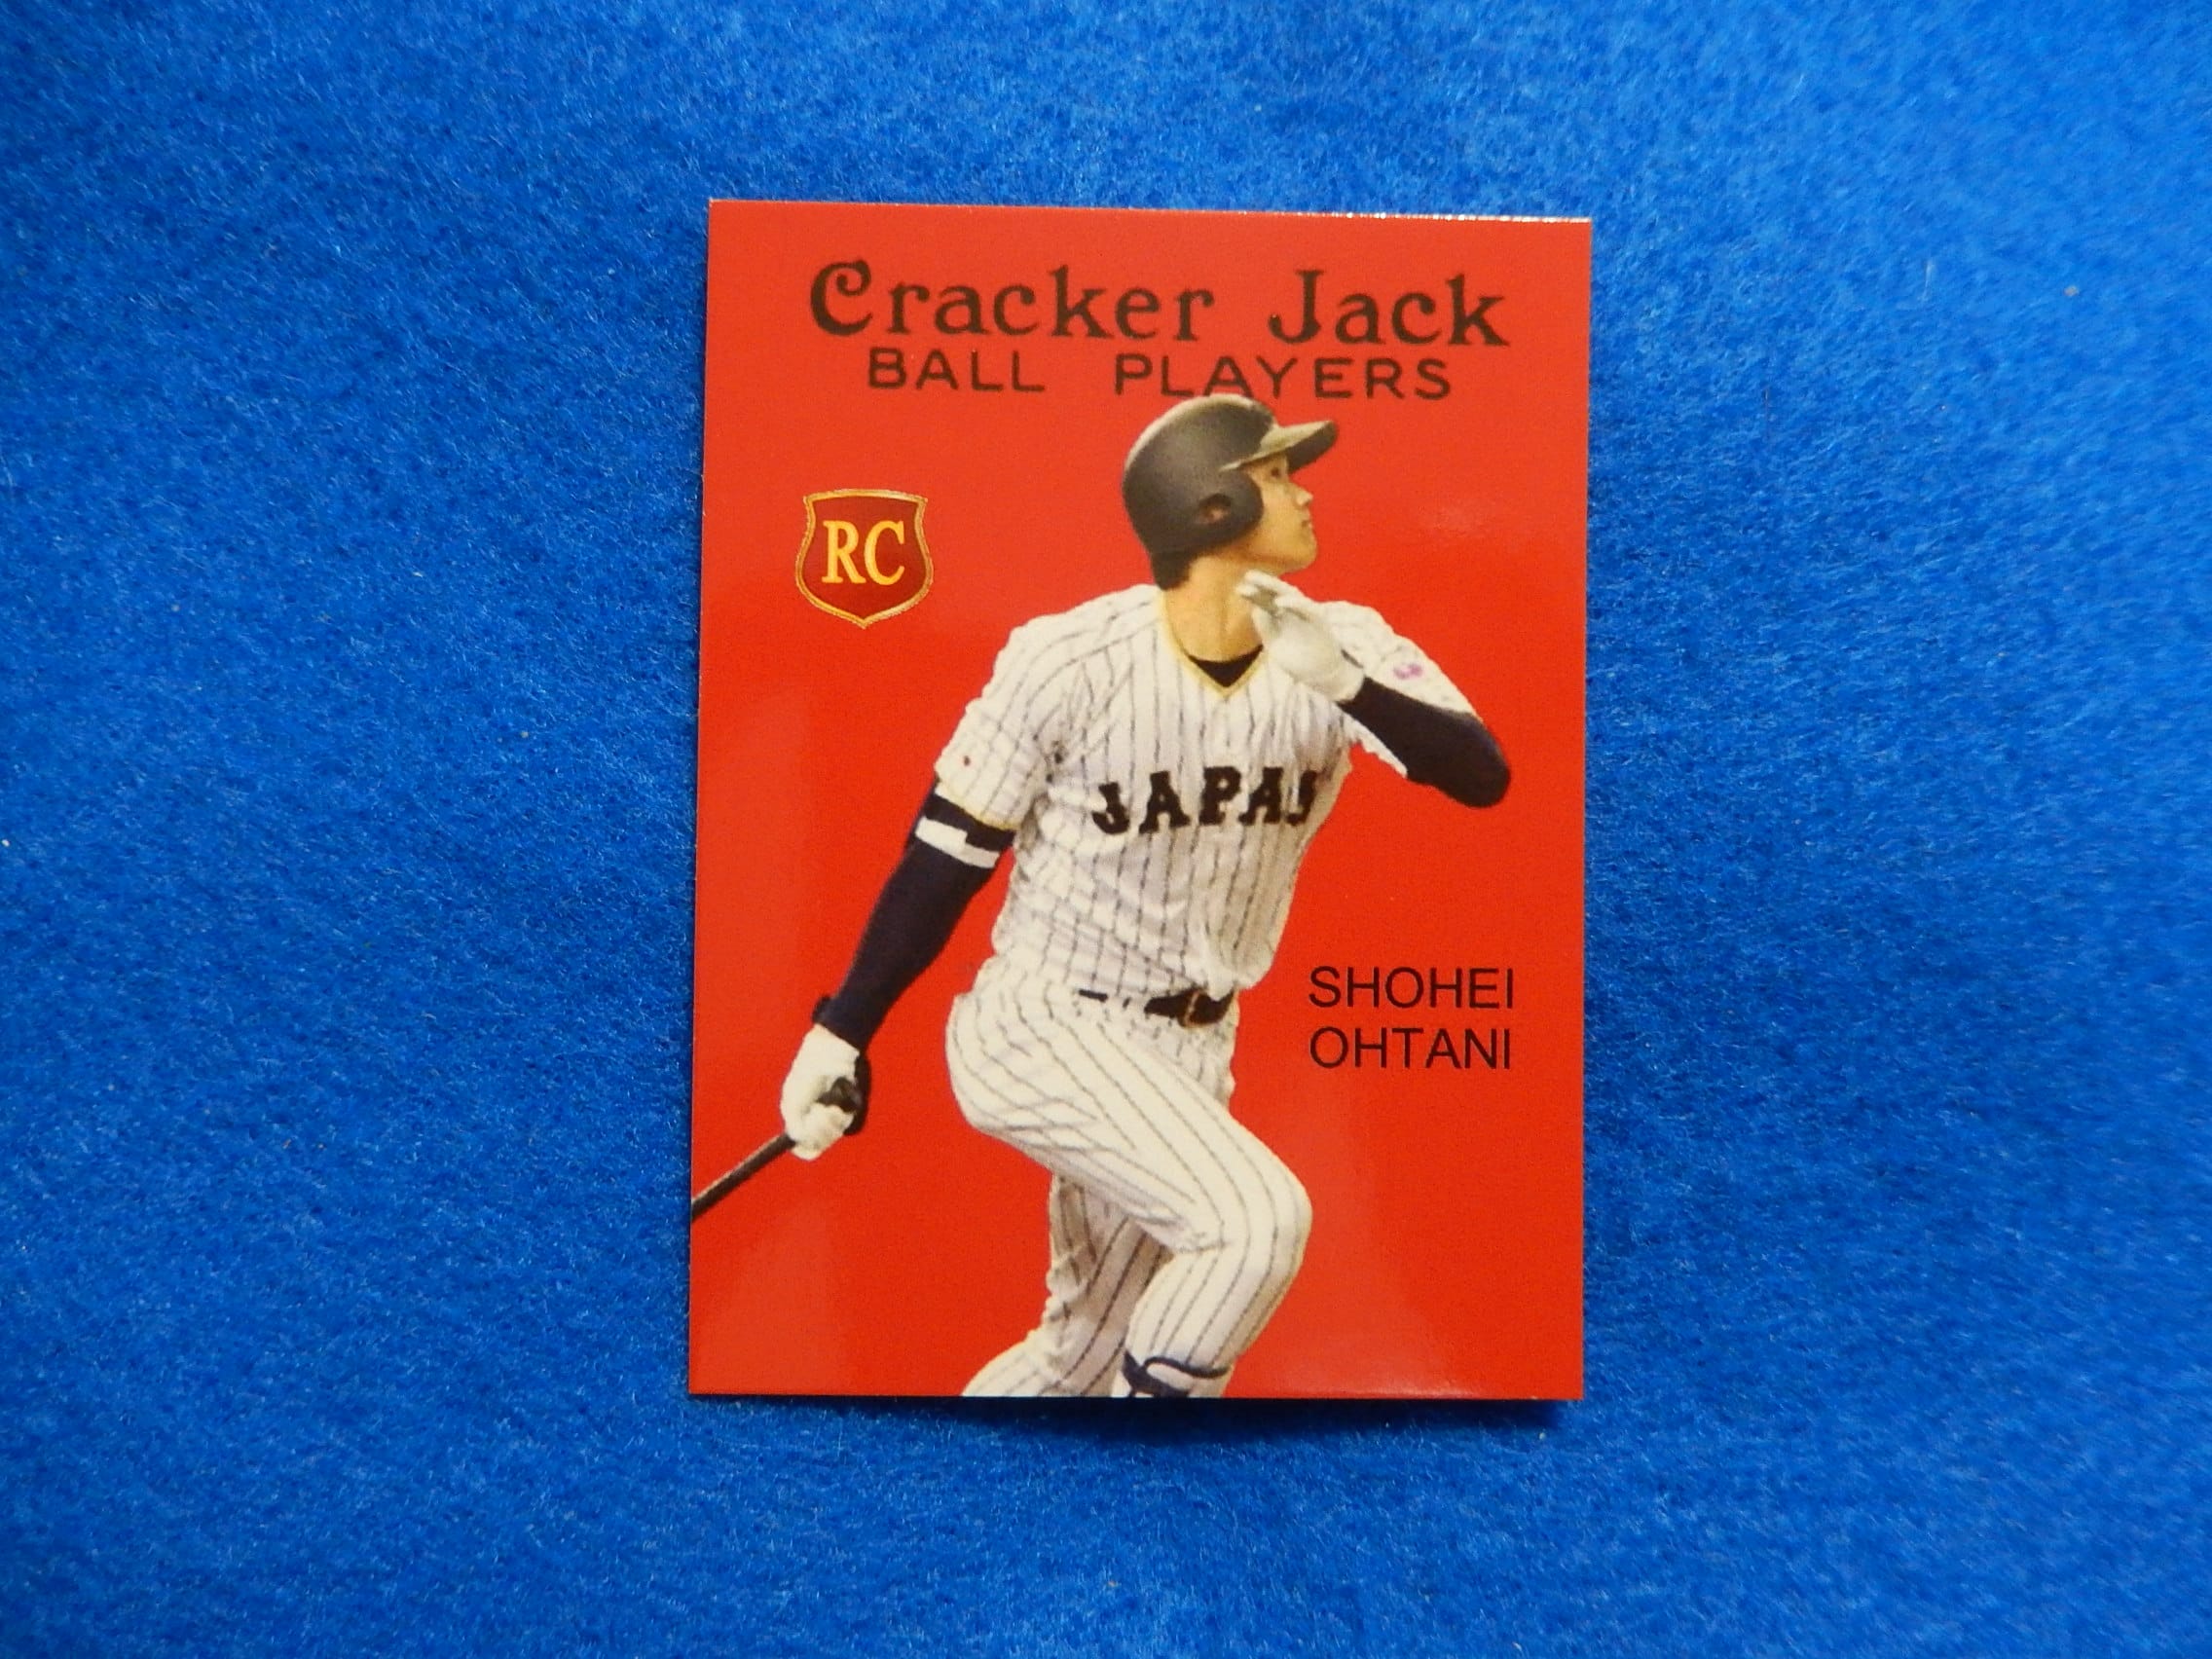 Cracker Jack
BALL PLAYERS
RC
JAPAN
SHOHEI
OHTANI